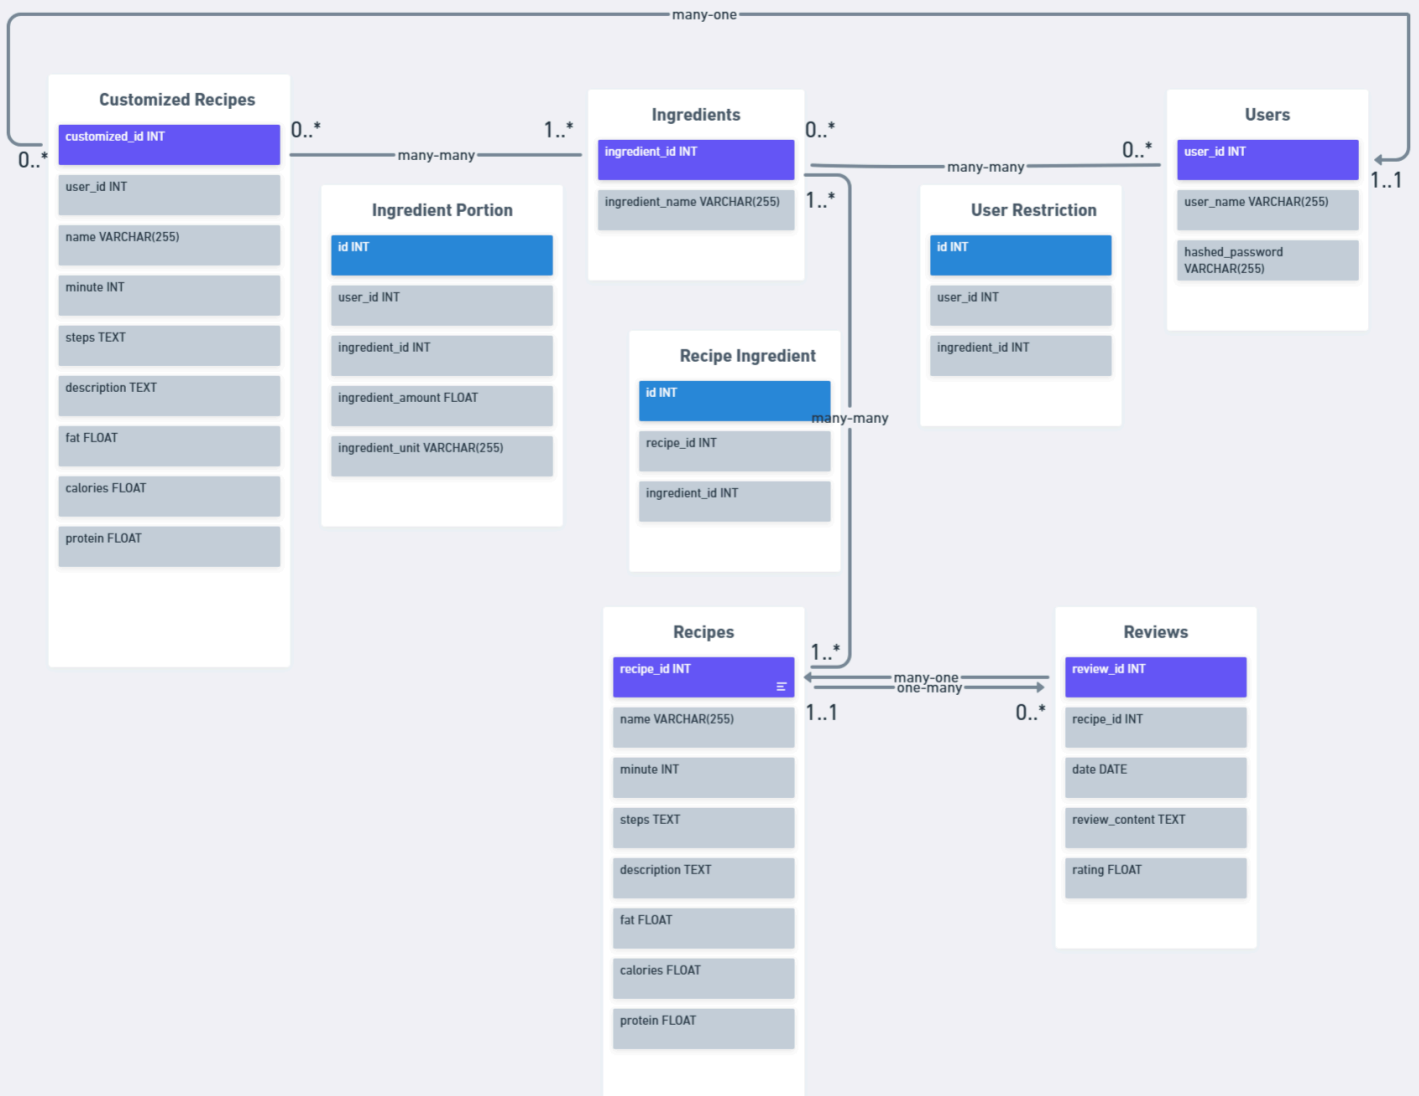 many-one
Customized Recipes
customized_id INT
user_id INT
name VARCHAR(255)
minute INT
steps TEXT
description TEXT
fat FLOAT
calories FLOAT
protein FLOAT
0..*
0..*
many-many
1..*
Ingredient Portion
id INT
user_id INT
ingredient_id INT
ingredient_amount FLOAT
ingredient_unit VARCHAR(255)
Ingredients
ingredient_id INT
ingredient_name VARCHAR(255)
0..*
many-many
0..*
1..*
User Restriction
id INT
user_id INT
ingredient_id INT
Users
user_id INT
user_name VARCHAR(255)
hashed_password
VARCHAR(255)
1..1
Recipe Ingredient
id INT
recipe_id INT
ingredient_id INT
many-many
1..*
Recipes
recipe_id INT
name VARCHAR(255)
minute INT
steps TEXT
description TEXT
fat FLOAT
calories FLOAT
protein FLOAT
many-one
one-many
1..1
0..*
Reviews
review_id INT
recipe_id INT
date DATE
review_content TEXT
rating FLOAT